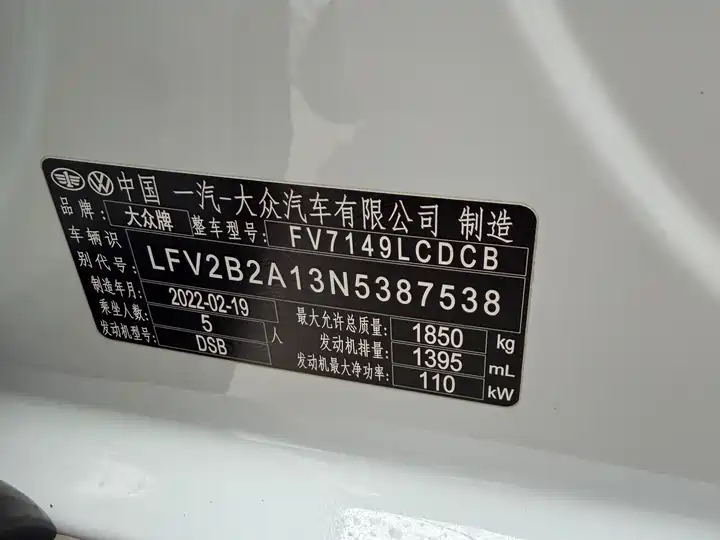 中国 一汽-大众汽车有限公司 制造
品牌: 大众牌 整车型号: FV7149LCDCB
车辆识别代号: LFV2B2A13N5387538
制造年月: 2022-02-19
乘坐人数: 5 人 最大允许总质量: 1850 kg
发动机型号: DSB 发动机排量: 1395 mL
发动机最大净功率: 110 kW